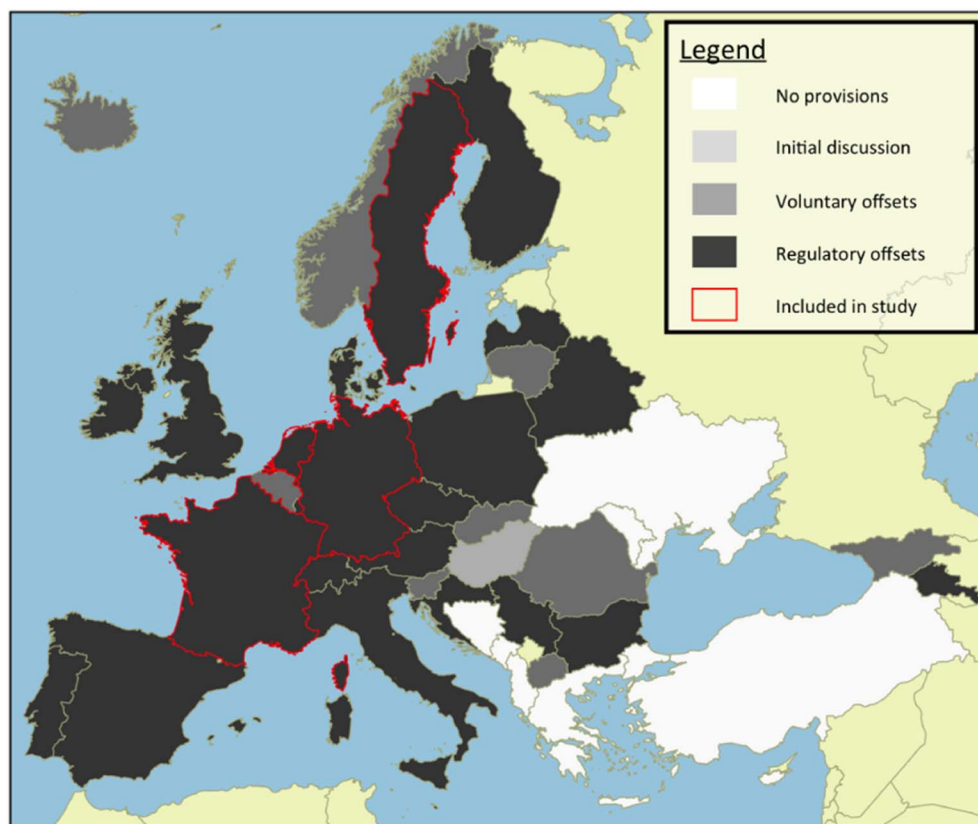 Legend
No provisions
Initial discussion
Voluntary offsets
Regulatory offsets
Included in study